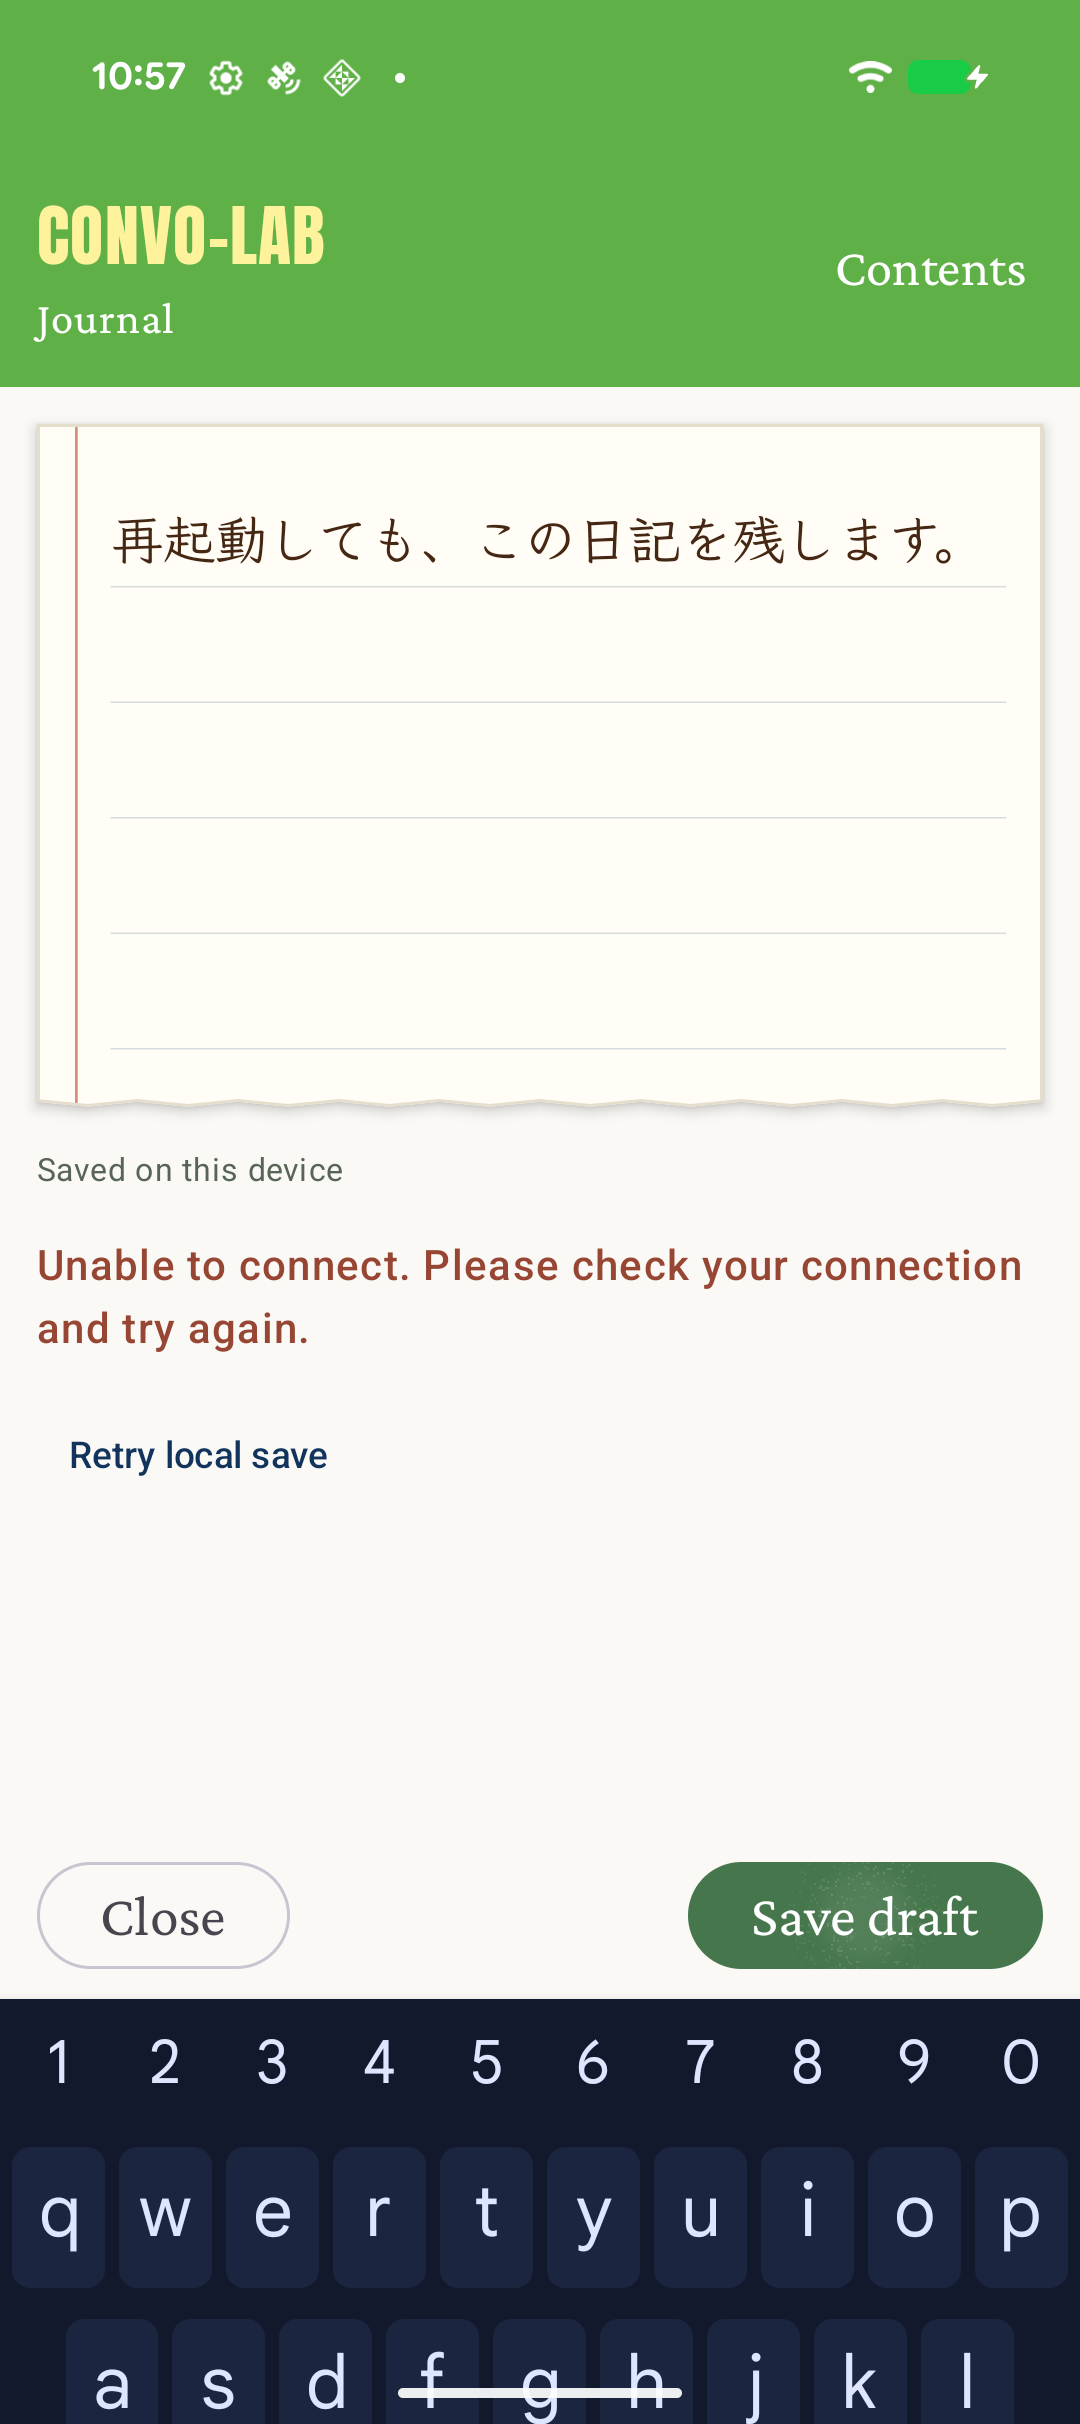 10:57
CONVO-LAB
Journal
Contents
再起動しても、この日記を残します。
Saved on this device
Unable to connect. Please check your connection
and try again.
Retry local save
Close
Save draft
1 2 3 4 5 6 7 8 9 0
q w e r t y u i o p
a s d f g h j k l